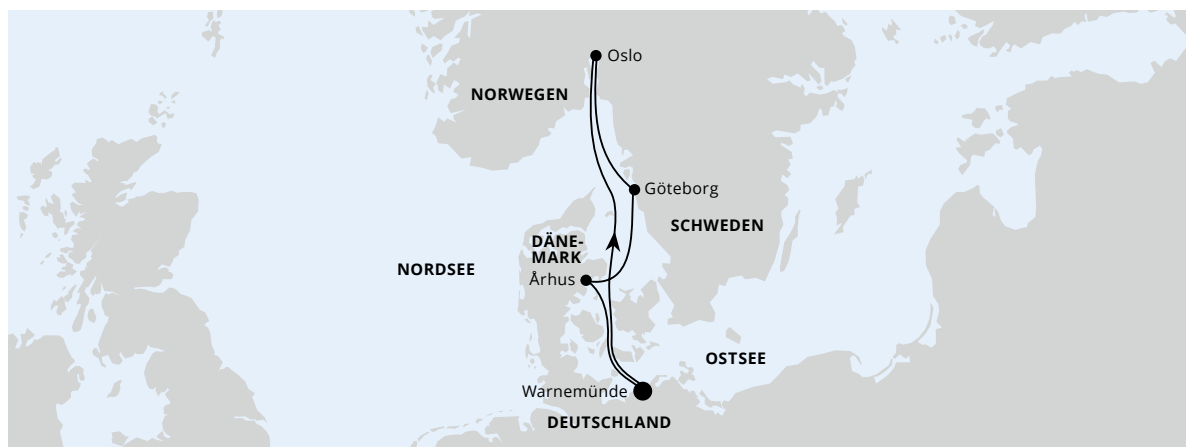 Oslo
NORWEGEN
Göteborg
SCHWEDEN
DÄNE-
MARK
NORDSEE
Århus
OSTSEE
Warnemünde
DEUTSCHLAND